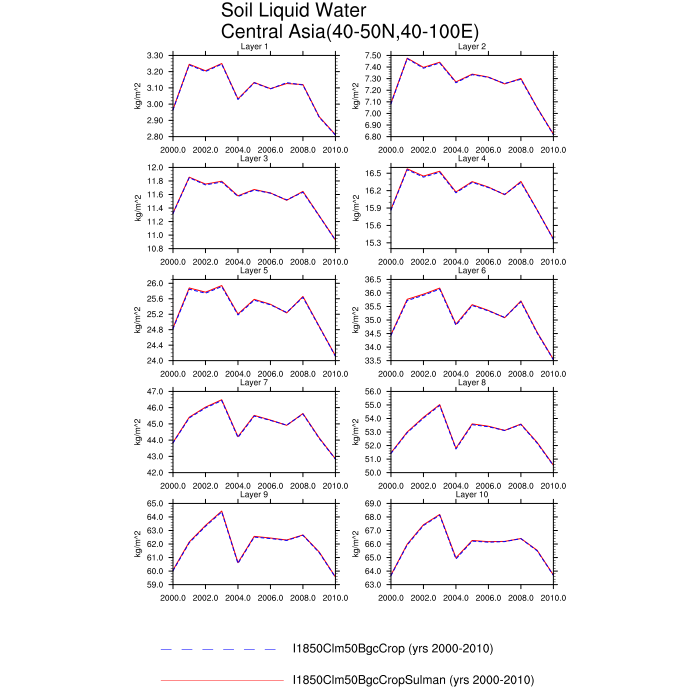 Soil Liquid Water
Central Asia(40-50N,40-100E)
Layer 1
3.30
3.20
3.10
3.00
2.90
2.80
kg/m^2
2000.0 2002.0 2004.0 2006.0 2008.0 2010.0
Layer 2
7.50
7.40
7.30
7.20
7.10
7.00
6.90
6.80
kg/m^2
2000.0 2002.0 2004.0 2006.0 2008.0 2010.0
Layer 3
12.0
11.8
11.6
11.4
11.2
11.0
10.8
kg/m^2
2000.0 2002.0 2004.0 2006.0 2008.0 2010.0
Layer 4
16.5
16.2
15.9
15.6
15.3
kg/m^2
2000.0 2002.0 2004.0 2006.0 2008.0 2010.0
Layer 5
26.0
25.6
25.2
24.8
24.4
24.0
kg/m^2
2000.0 2002.0 2004.0 2006.0 2008.0 2010.0
Layer 6
36.5
36.0
35.5
35.0
34.5
34.0
33.5
kg/m^2
2000.0 2002.0 2004.0 2006.0 2008.0 2010.0
Layer 7
47.0
46.0
45.0
44.0
43.0
42.0
kg/m^2
2000.0 2002.0 2004.0 2006.0 2008.0 2010.0
Layer 8
56.0
55.0
54.0
53.0
52.0
51.0
50.0
kg/m^2
2000.0 2002.0 2004.0 2006.0 2008.0 2010.0
Layer 9
65.0
64.0
63.0
62.0
61.0
60.0
59.0
kg/m^2
2000.0 2002.0 2004.0 2006.0 2008.0 2010.0
Layer 10
69.0
68.0
67.0
66.0
65.0
64.0
63.0
kg/m^2
2000.0 2002.0 2004.0 2006.0 2008.0 2010.0
I1850Clm50BgcCrop (yrs 2000-2010)
I1850Clm50BgcCropSulman (yrs 2000-2010)